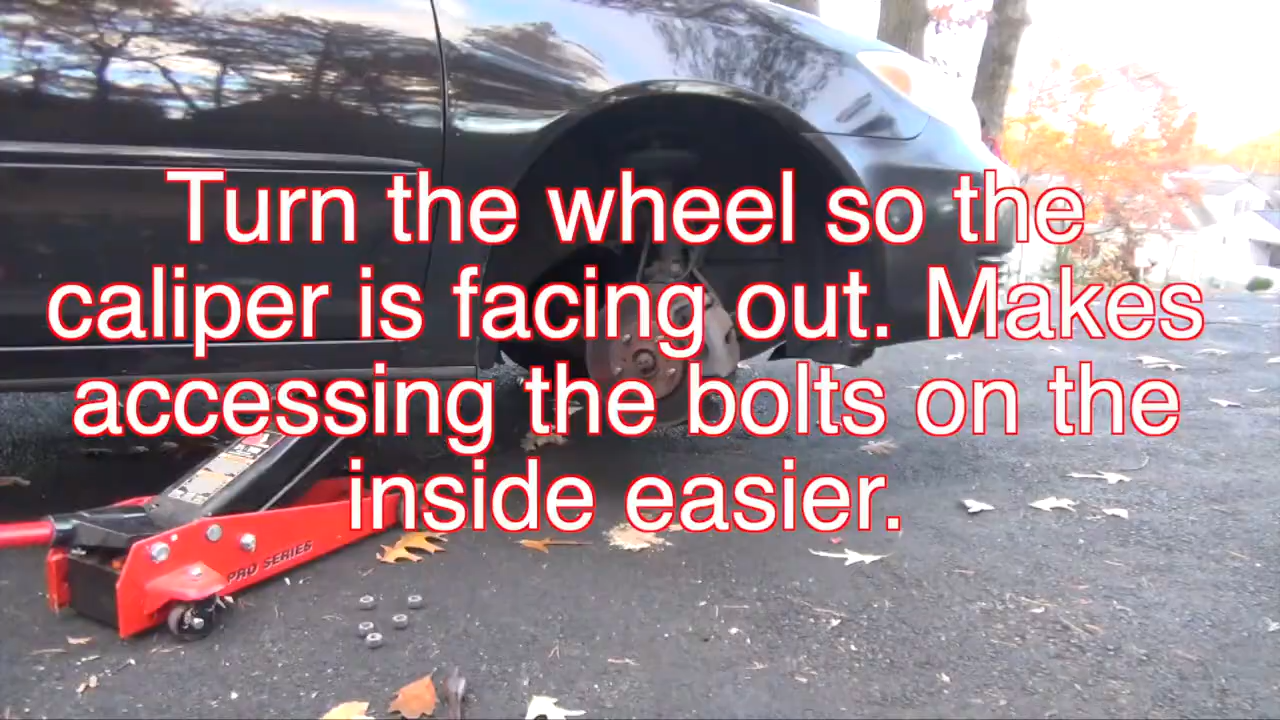 Turn the wheel so the
caliper is facing out. Makes
accessing the bolts on the
inside easier.
PRO SERIES